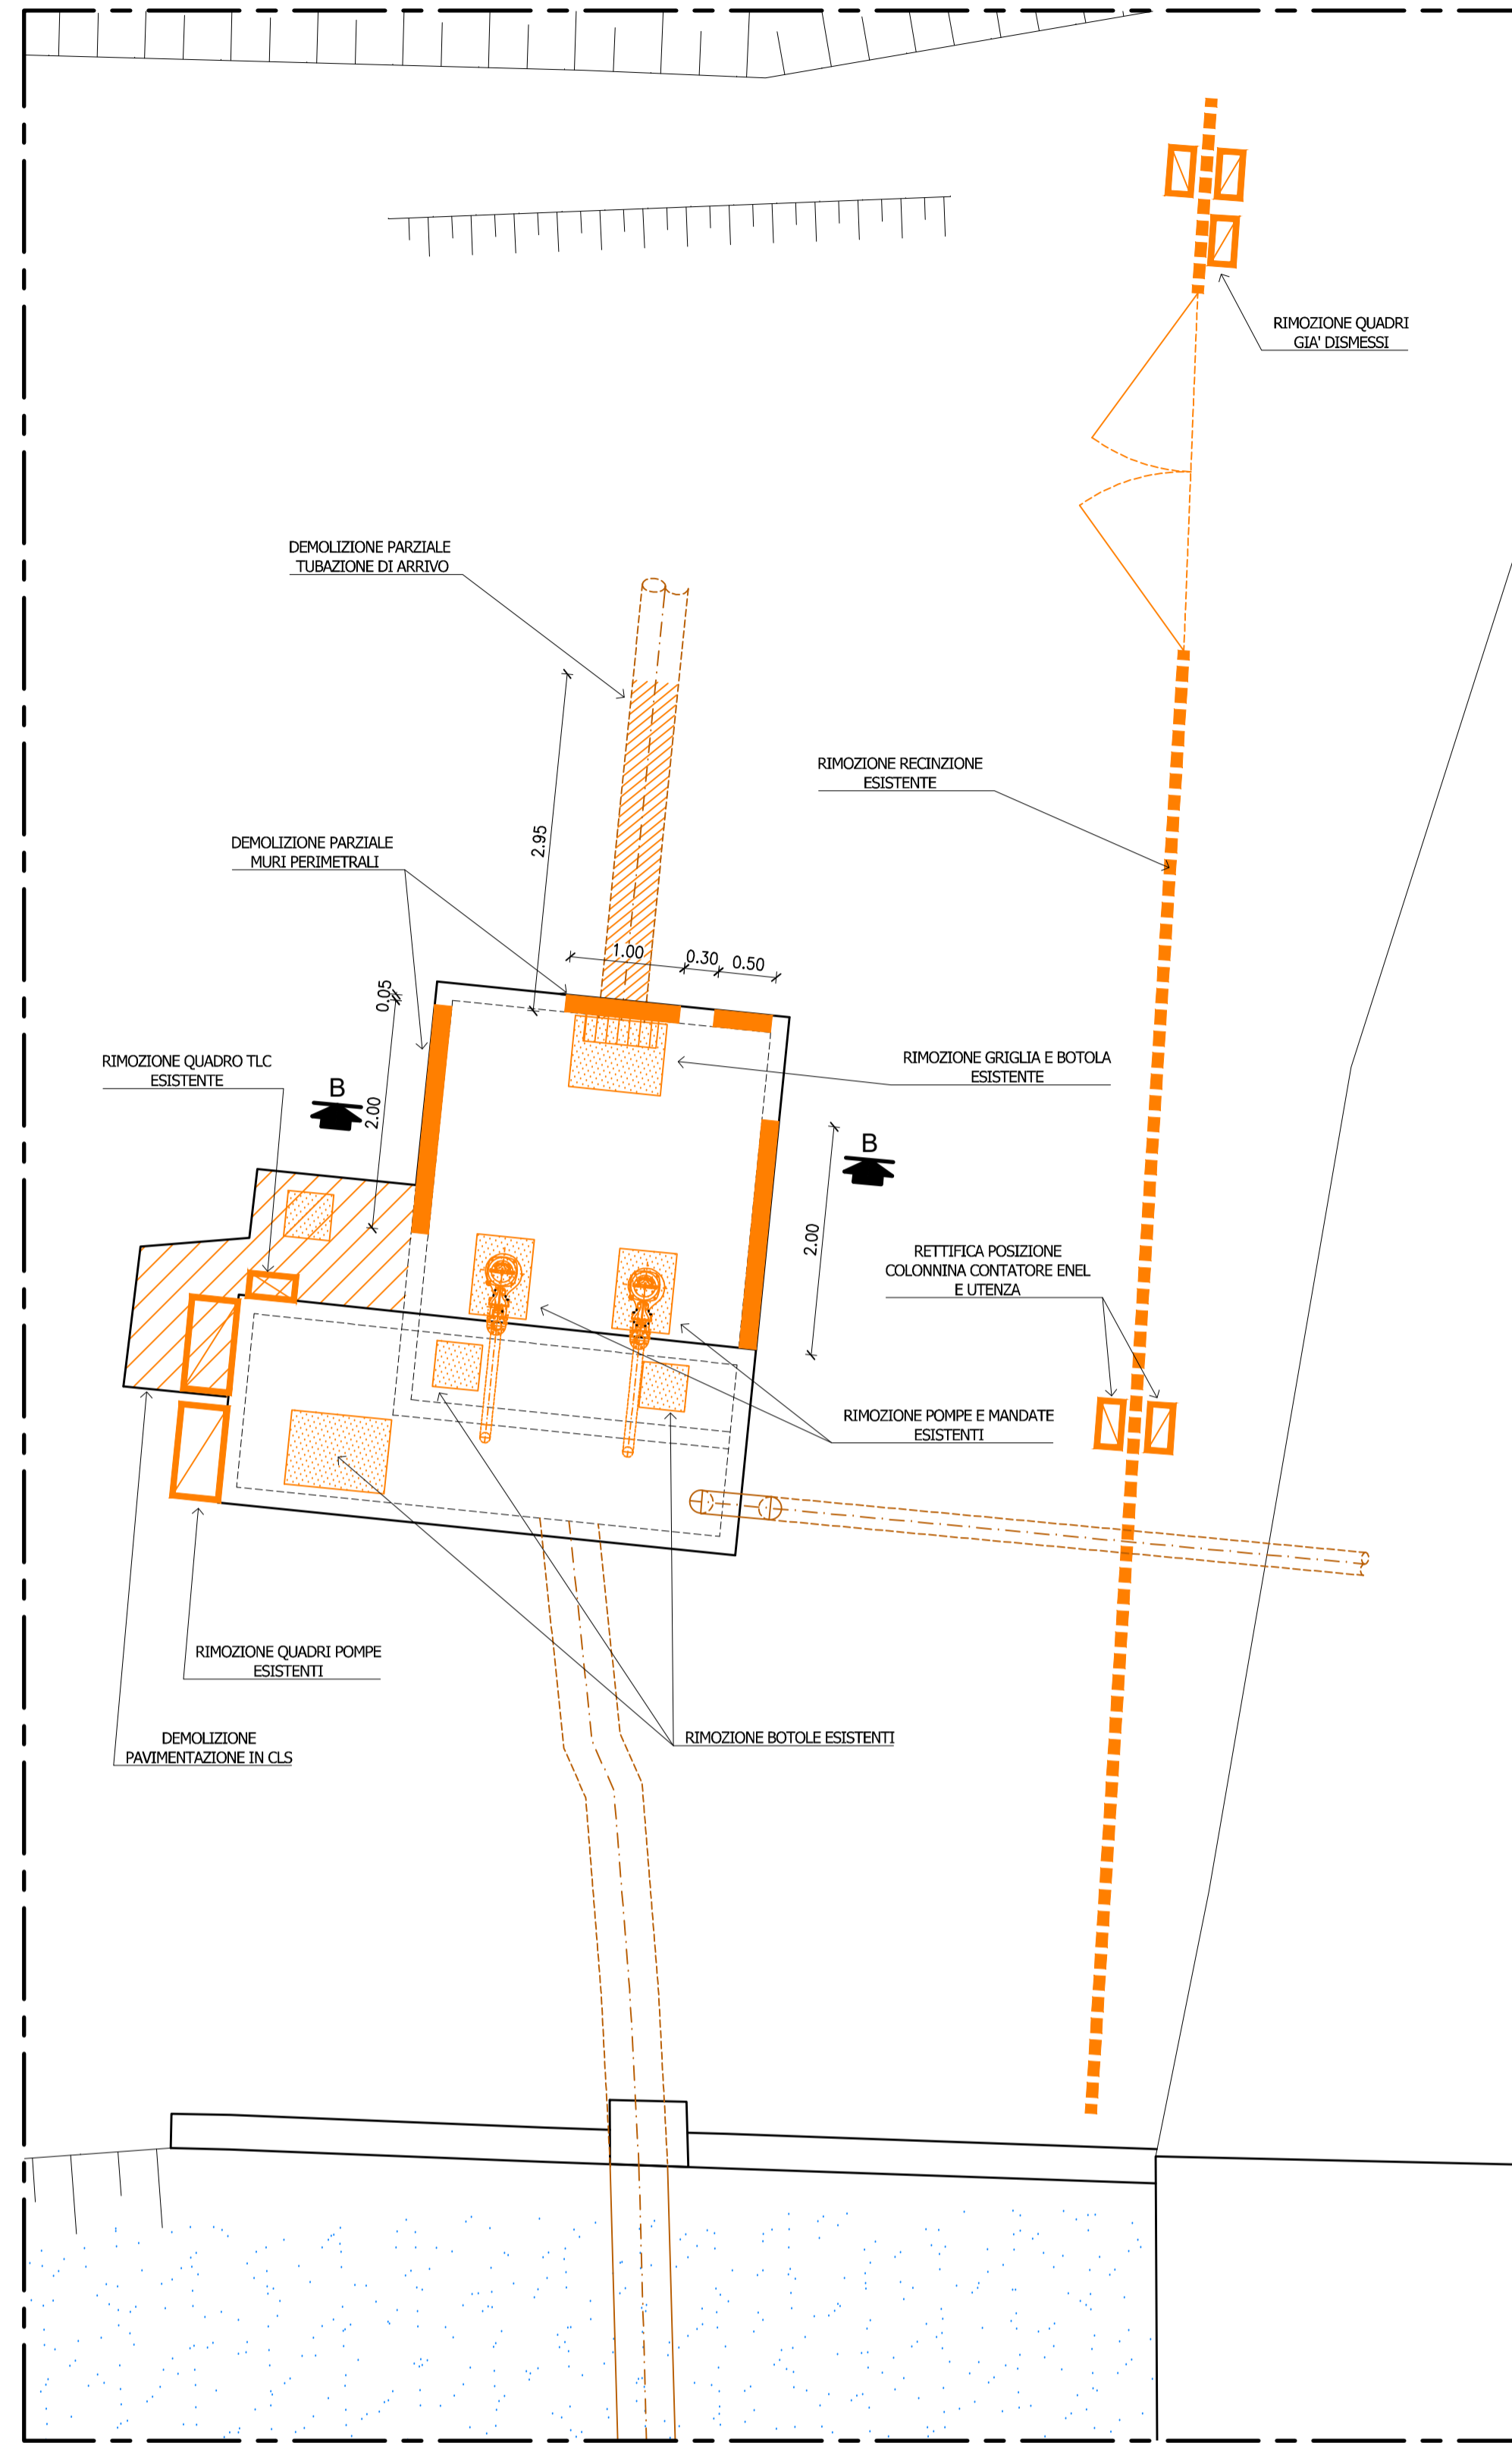 RIMOZIONE QUADRI
GIA' DISMESSI
DEMOLIZIONE PARZIALE
TUBAZIONE DI ARRIVO
RIMOZIONE RECINZIONE
ESISTENTE
2.95
DEMOLIZIONE PARZIALE
MURI PERIMETRALI
1.00
0.30
0.50
0.05
RIMOZIONE QUADRO TLC
ESISTENTE
RIMOZIONE GRIGLIA E BOTOLA
ESISTENTE
B
2.00
B
2.00
RETTIFICA POSIZIONE
COLONNINA CONTATORE ENEL
E UTENZA
RIMOZIONE POMPE E MANDATE
ESISTENTI
RIMOZIONE QUADRI POMPE
ESISTENTI
RIMOZIONE BOTOLE ESISTENTI
DEMOLIZIONE
PAVIMENTAZIONE IN CLS